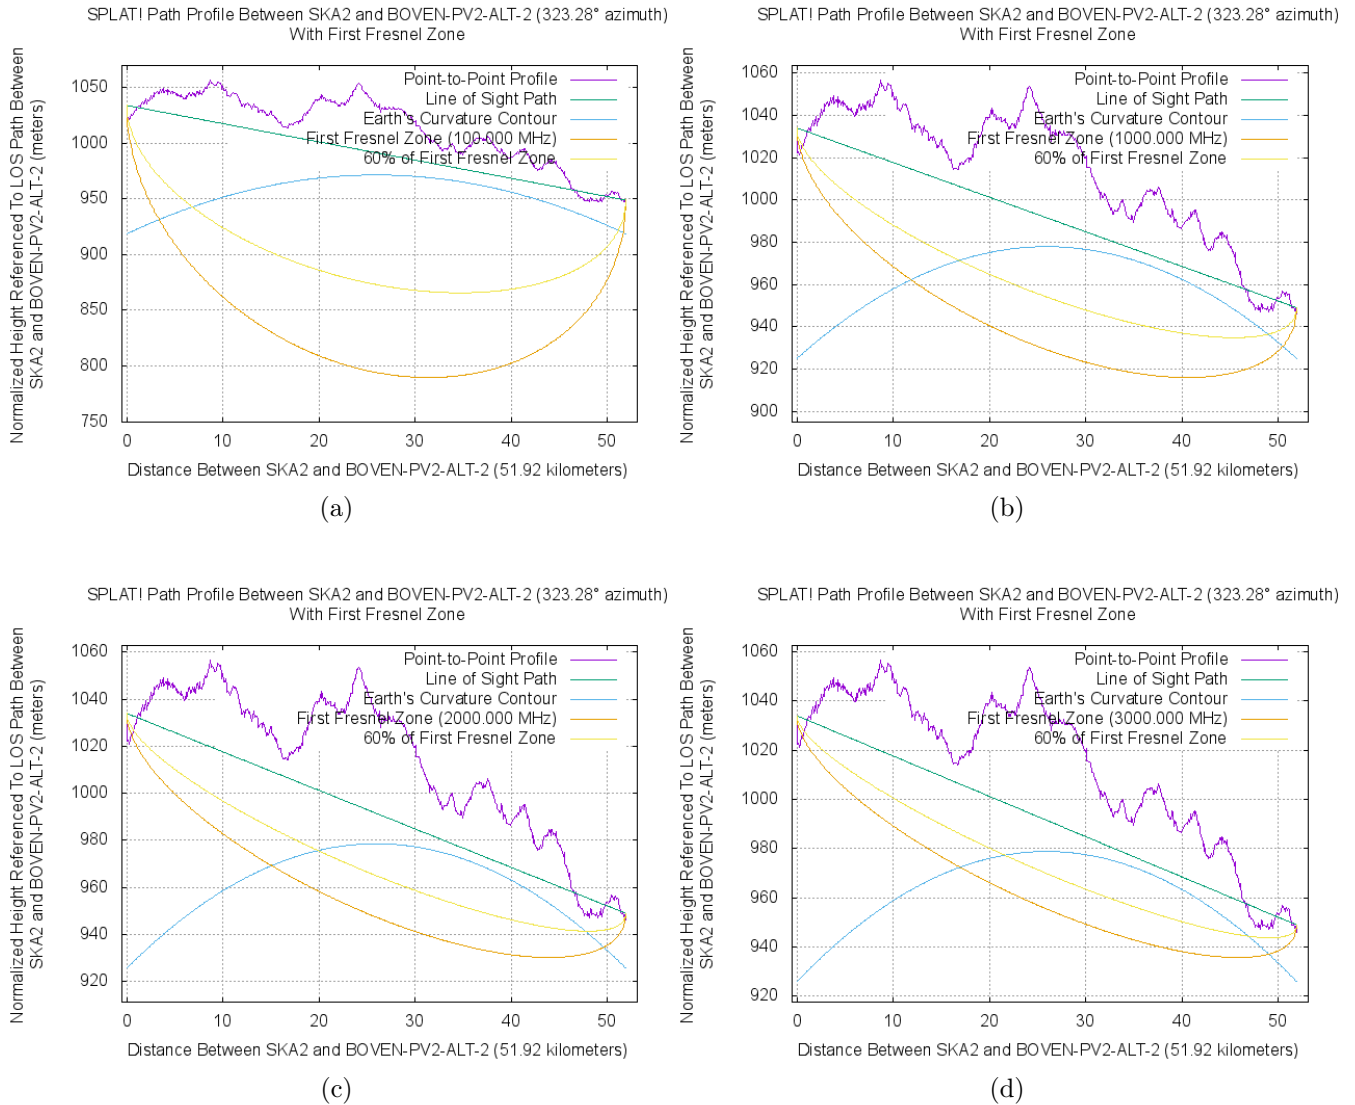 SPLAT! Path Profile Between SKA2 and BOVEN-PV2-ALT-2 (323.28° azimuth)
With First Fresnel Zone
Normalized Height Referenced To LOS Path Between
SKA2 and BOVEN-PV2-ALT-2 (meters)
1050
1000
950
900
850
800
750
Point-to-Point Profile
Line of Sight Path
Earth's Curvature Contour
First Fresnel Zone (100.000 MHz)
60% of First Fresnel Zone
0 10 20 30 40 50
Distance Between SKA2 and BOVEN-PV2-ALT-2 (51.92 kilometers)
(a)
SPLAT! Path Profile Between SKA2 and BOVEN-PV2-ALT-2 (323.28° azimuth)
With First Fresnel Zone
Normalized Height Referenced To LOS Path Between
SKA2 and BOVEN-PV2-ALT-2 (meters)
1060
1040
1020
1000
980
960
940
920
900
Point-to-Point Profile
Line of Sight Path
Earth's Curvature Contour
First Fresnel Zone (1000.000 MHz)
60% of First Fresnel Zone
0 10 20 30 40 50
Distance Between SKA2 and BOVEN-PV2-ALT-2 (51.92 kilometers)
(b)
SPLAT! Path Profile Between SKA2 and BOVEN-PV2-ALT-2 (323.28° azimuth)
With First Fresnel Zone
Normalized Height Referenced To LOS Path Between
SKA2 and BOVEN-PV2-ALT-2 (meters)
1060
1040
1020
1000
980
960
940
920
Point-to-Point Profile
Line of Sight Path
Earth's Curvature Contour
First Fresnel Zone (2000.000 MHz)
60% of First Fresnel Zone
0 10 20 30 40 50
Distance Between SKA2 and BOVEN-PV2-ALT-2 (51.92 kilometers)
(c)
SPLAT! Path Profile Between SKA2 and BOVEN-PV2-ALT-2 (323.28° azimuth)
With First Fresnel Zone
Normalized Height Referenced To LOS Path Between
SKA2 and BOVEN-PV2-ALT-2 (meters)
1060
1040
1020
1000
980
960
940
920
Point-to-Point Profile
Line of Sight Path
Earth's Curvature Contour
First Fresnel Zone (3000.000 MHz)
60% of First Fresnel Zone
0 10 20 30 40 50
Distance Between SKA2 and BOVEN-PV2-ALT-2 (51.92 kilometers)
(d)